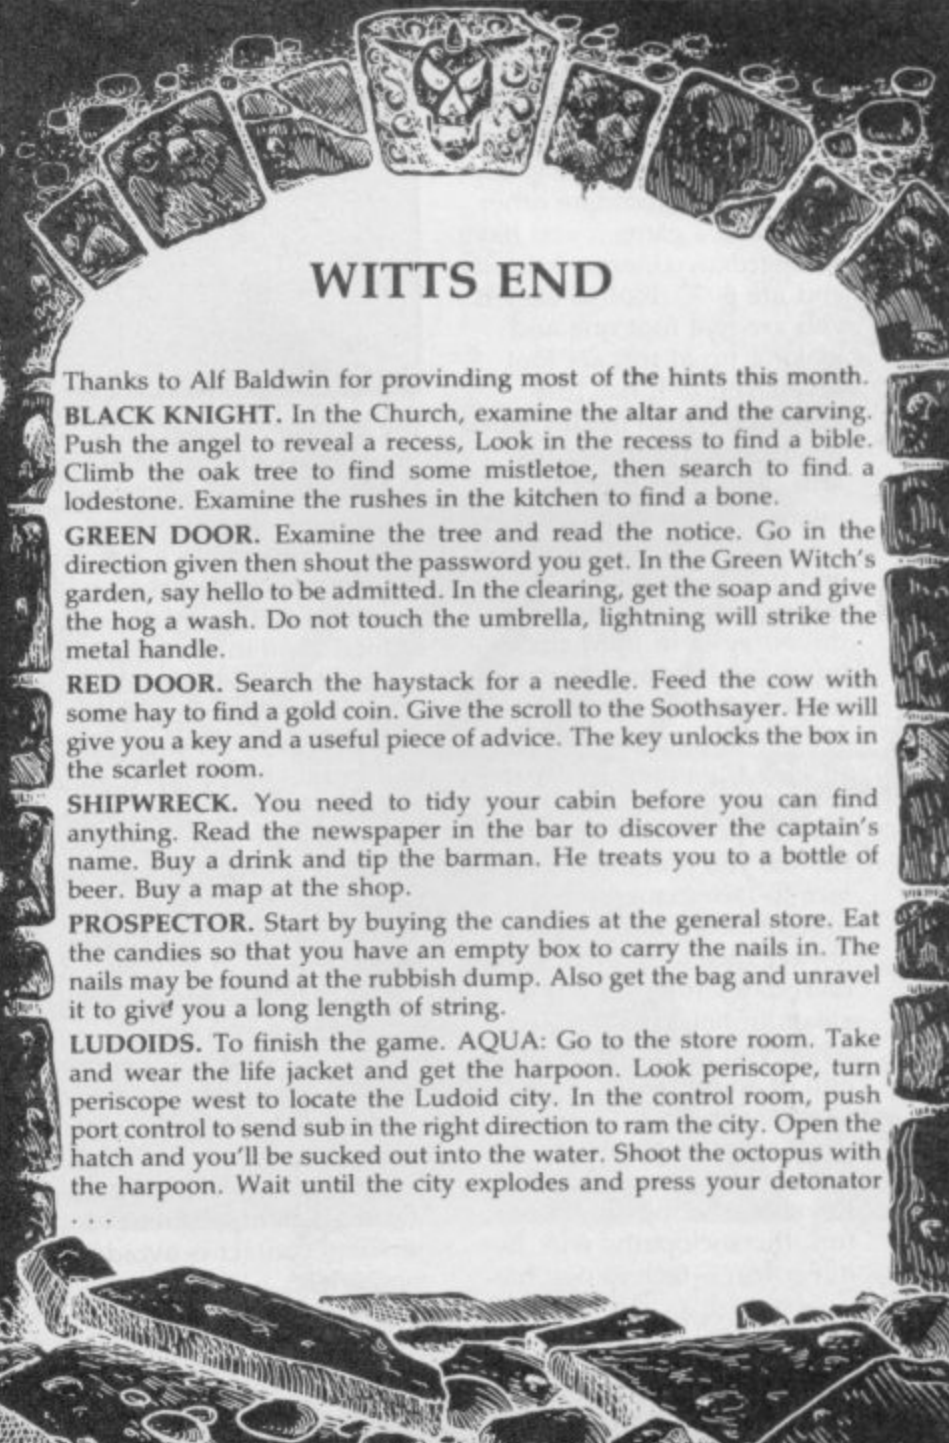 WITTS END
Thanks to Alf Baldwin for provinding most of the hints this month.
BLACK KNIGHT. In the Church, examine the altar and the carving.
Push the angel to reveal a recess, Look in the recess to find a bible.
Climb the oak tree to find some mistletoe, then search to find a
lodestone. Examine the rushes in the kitchen to find a bone.
GREEN DOOR. Examine the tree and read the notice. Go in the
direction given then shout the password you get. In the Green Witch's
garden, say hello to be admitted. In the clearing, get the soap and give
the hog a wash. Do not touch the umbrella, lightning will strike the
metal handle.
RED DOOR. Search the haystack for a needle. Feed the cow with
some hay to find a gold coin. Give the scroll to the Soothsayer. He will
give you a key and a useful piece of advice. The key unlocks the box in
the scarlet room.
SHIPWRECK. You need to tidy your cabin before you can find
anything. Read the newspaper in the bar to discover the captain's
name. Buy a drink and tip the barman. He treats you to a bottle of
beer. Buy a map at the shop.
PROSPECTOR. Start by buying the candies at the general store. Eat
the candies so that you have an empty box to carry the nails in. The
nails may be found at the rubbish dump. Also get the bag and unravel
it to give you a long length of string.
LUDOIDS. To finish the game. AQUA: Go to the store room. Take
and wear the life jacket and get the harpoon. Look periscope, turn
periscope west to locate the Ludoid city. In the control room, push
port control to send sub in the right direction to ram the city. Open the
hatch and you'll be sucked out into the water. Shoot the octopus with
the harpoon. Wait until the city explodes and press your detonator
. . .